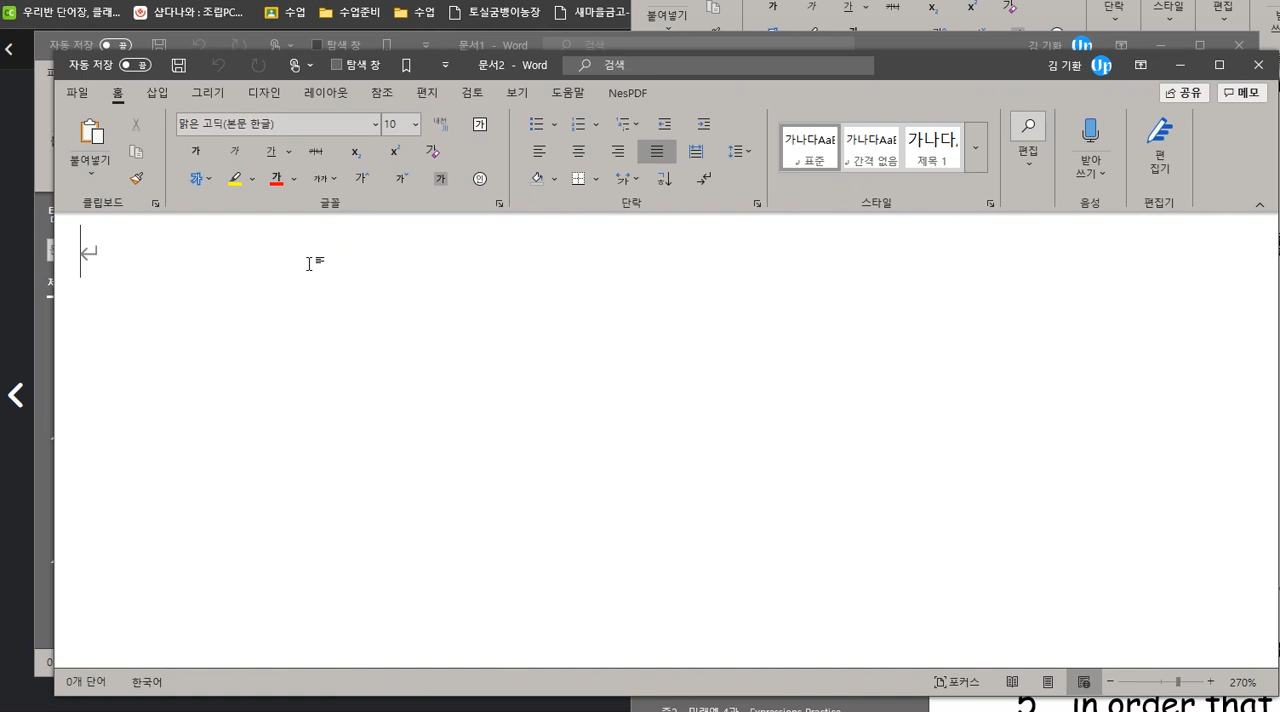 우리반 단어장, 클래...
샵다나와 : 조립PC...
수업
수업준비
수업
토실굼벵이농장
새마을금고-
붙여넣기
단락
스타일
편집
자동 저장
끔
탐색 창
문서1 - Word
검색
김 기환
Up
자동 저장
끔
탐색 창
문서2 - Word
검색
김 기환
Up
파일
홈
삽입
그리기
디자인
레이아웃
참조
편지
검토
보기
도움말
NesPDF
공유
메모
붙여넣기
맑은 고딕(본문 한글)
10
가나다AaB
표준
가나다AaB
간격 없음
가나다,
제목 1
편집
받아
쓰기
편
집기
클립보드
글꼴
단락
스타일
음성
편집기
0개 단어
한국어
포커스
270%
5
in order that